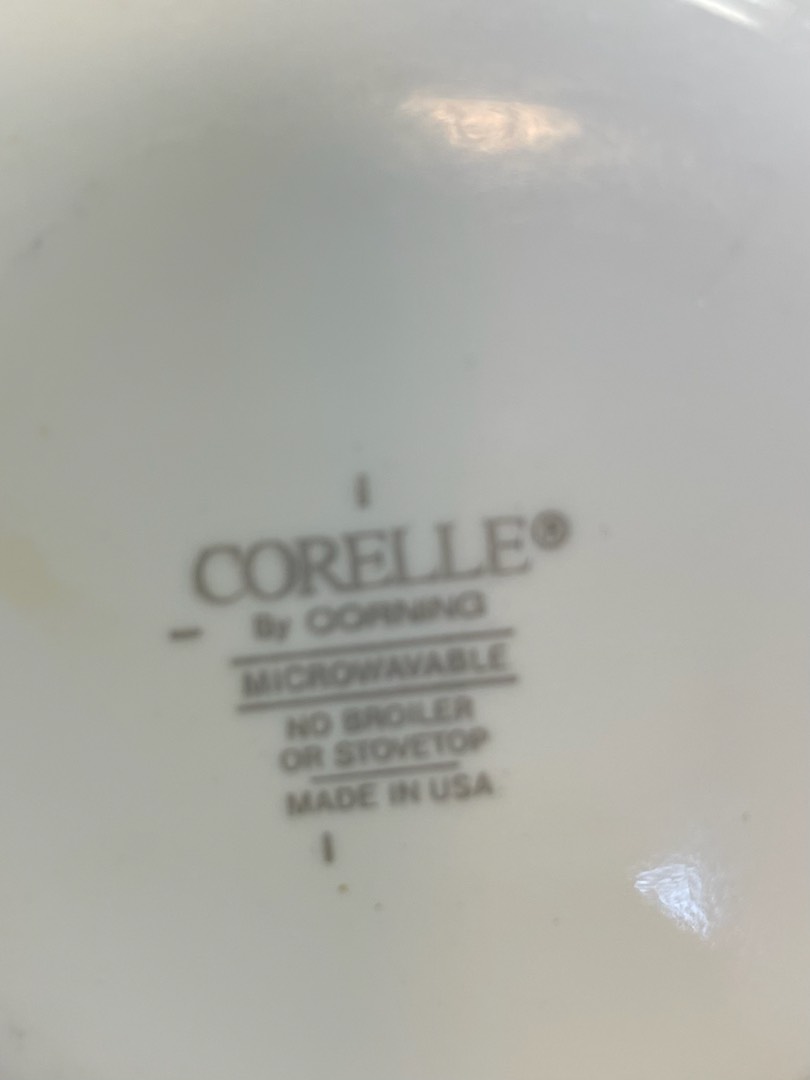 CORELLE®
By CORNING
MICROWAVABLE
NO BROILER
OR STOVETOP
MADE IN USA